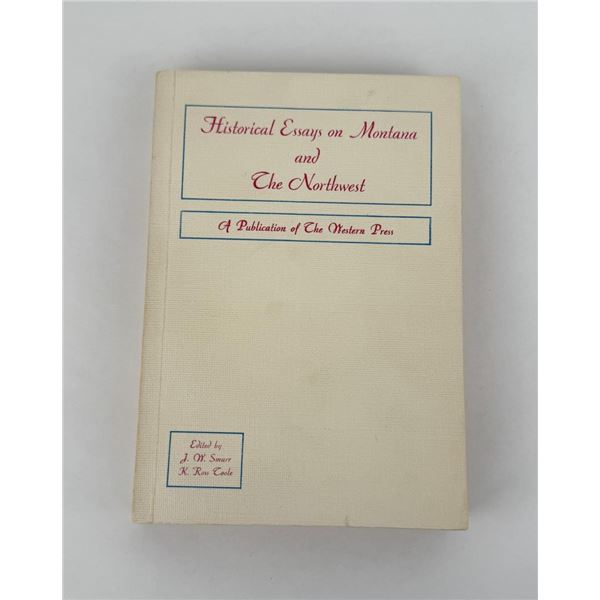 Historical Essays on Montana
and
The Northwest
A Publication of The Western Press
Edited by
J. W. Smurr
K. Ross Toole